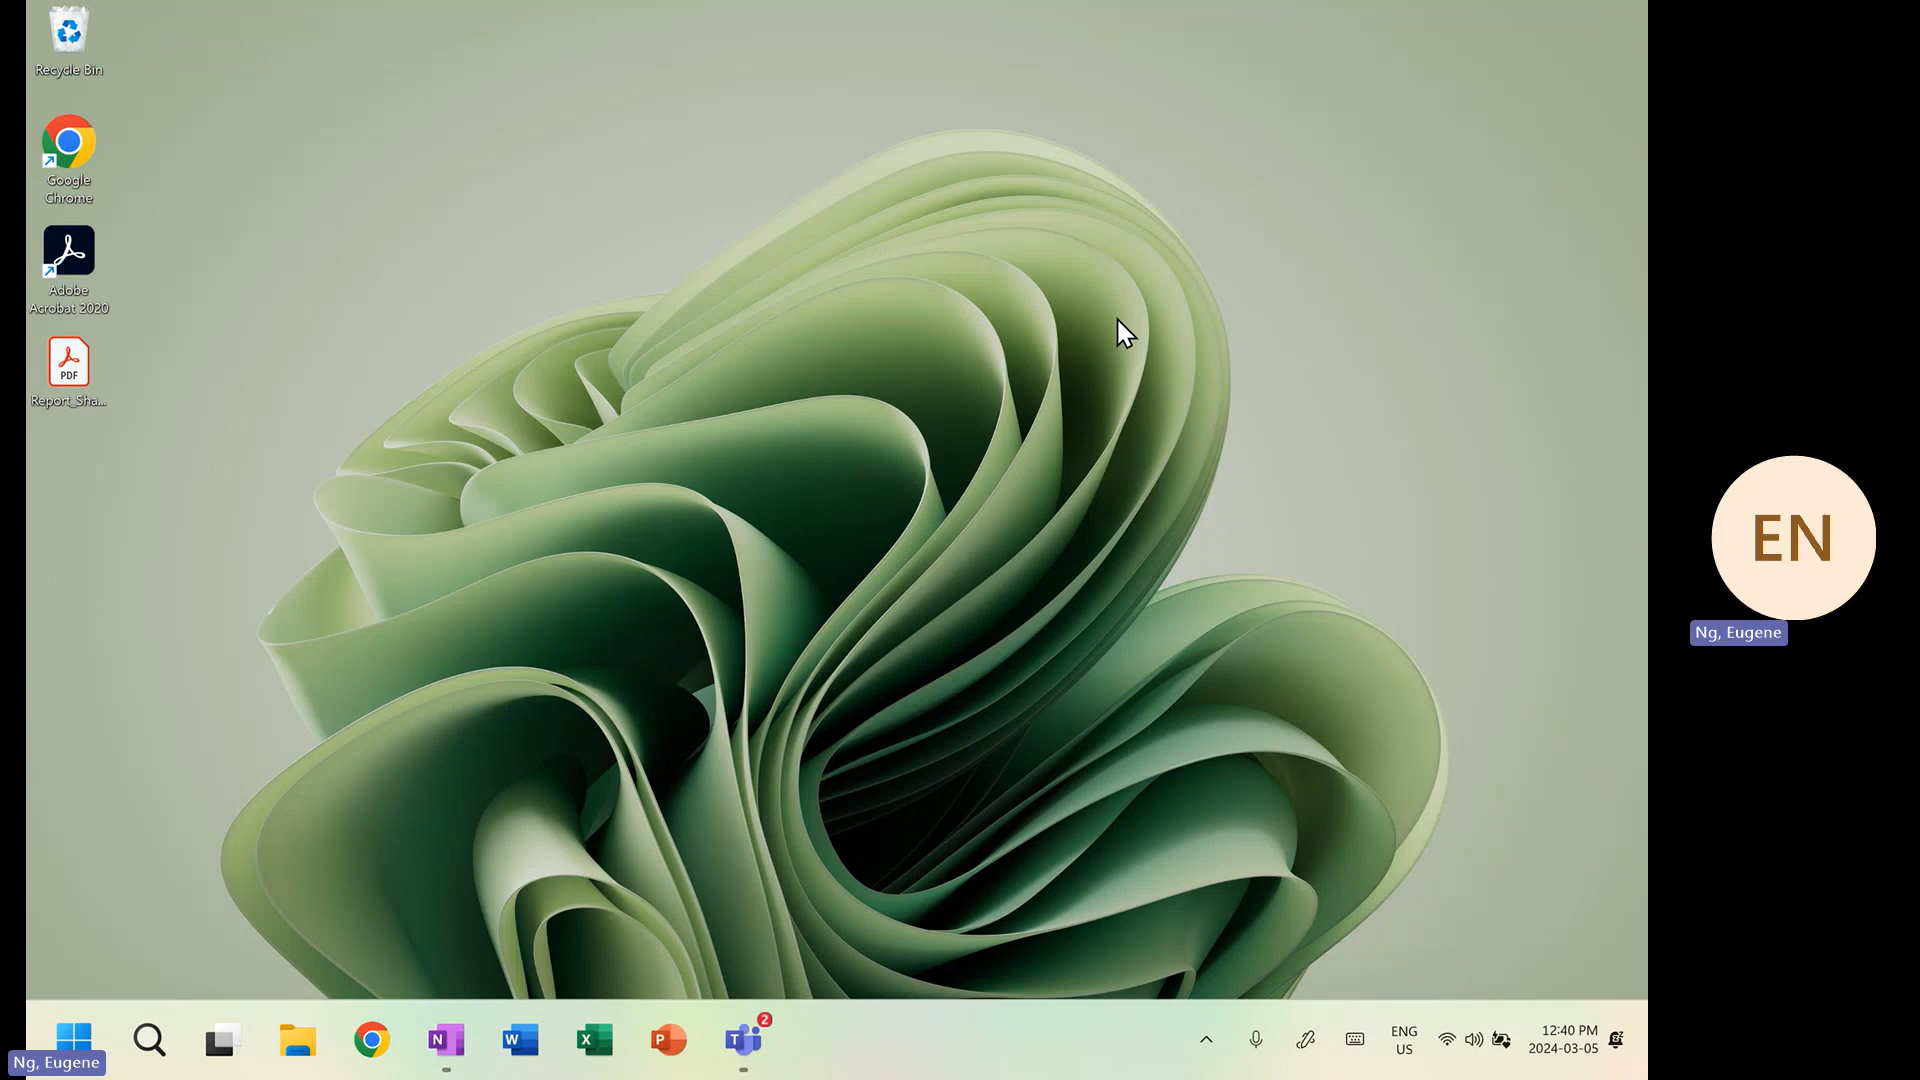 Recycle Bin
Google
Chrome
Adobe
Acrobat 2020
PDF
Report_Sha...
EN
Ng, Eugene
N
W
X
P
T
2
ENG
US
12:40 PM
2024-03-05
Ng, Eugene